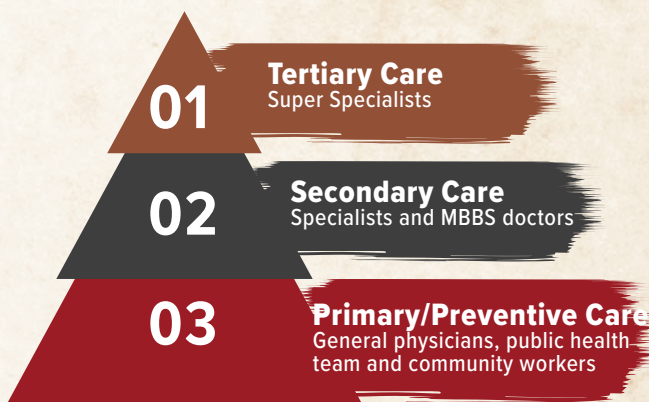 01
Tertiary Care
Super Specialists
02
Secondary Care
Specialists and MBBS doctors
03
Primary/Preventive Care
General physicians, public health
team and community workers